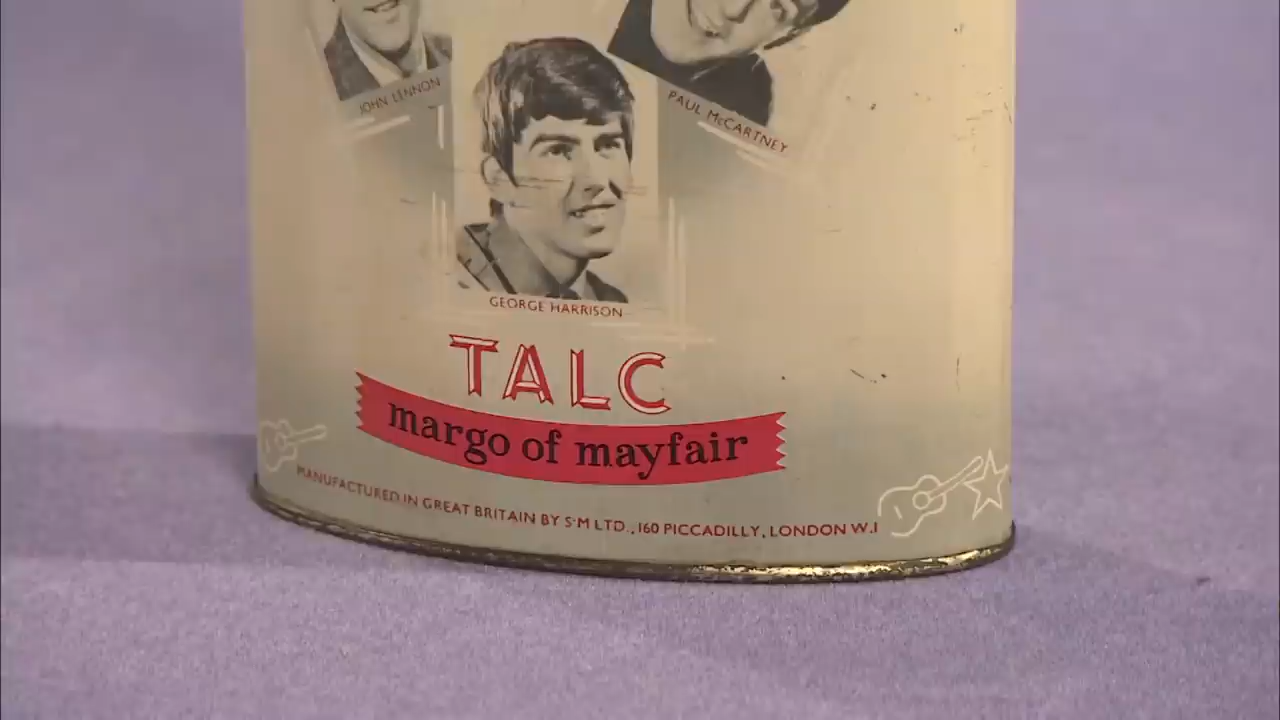 JOHN LENNON
PAUL McCARTNEY
GEORGE HARRISON
TALC
margo of mayfair
MANUFACTURED IN GREAT BRITAIN BY S·M LTD., 160 PICCADILLY, LONDON W.1